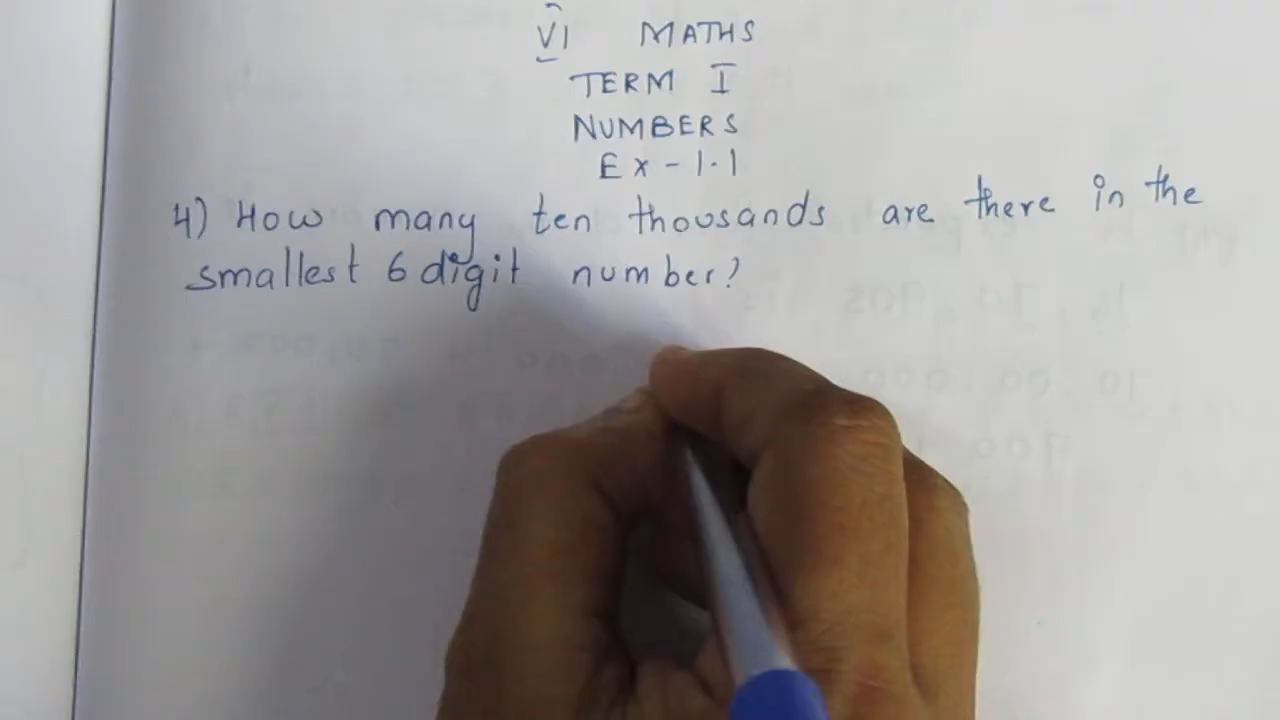 VI MATHS
TERM I
NUMBERS
Ex - 1.1
4) How many ten thousands are there in the
smallest 6 digit number?